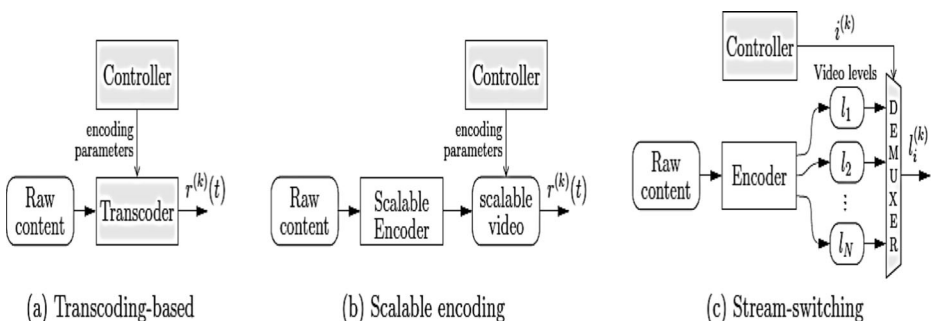 Controller
encoding
parameters
Raw
content
Transcoder
r^(k)(t)
(a) Transcoding-based
Controller
encoding
parameters
Raw
content
Scalable
Encoder
scalable
video
r^(k)(t)
(b) Scalable encoding
Controller
i^(k)
Video levels
Raw
content
Encoder
l_1
l_2
⋮
l_N
DEMUXER
l_i^(k)
(c) Stream-switching